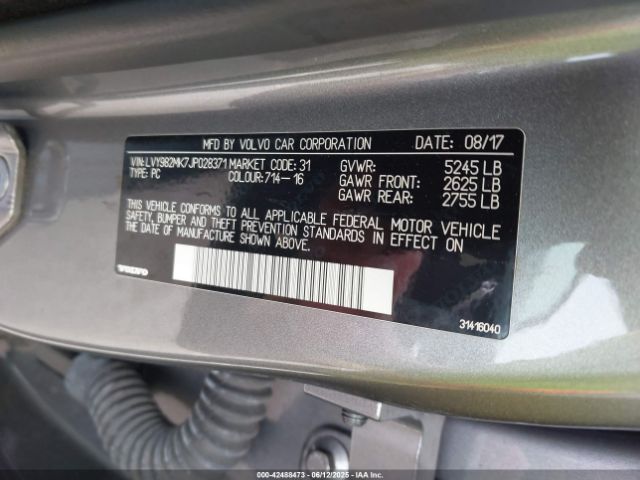 MFD BY VOLVO CAR CORPORATION DATE: 08/17
VIN:LVY982MK7JP028371 MARKET CODE: 31 GVWR: 5245 LB
TYPE: PC COLOUR:714-16 GAWR FRONT: 2625 LB
GAWR REAR: 2755 LB
THIS VEHICLE CONFORMS TO ALL APPLICABLE FEDERAL MOTOR VEHICLE
SAFETY, BUMPER AND THEFT PREVENTION STANDARDS IN EFFECT ON
THE DATE OF MANUFACTURE SHOWN ABOVE.
VOLVO
31416040
000-42488473 - 06/12/2025 - IAAI.COM